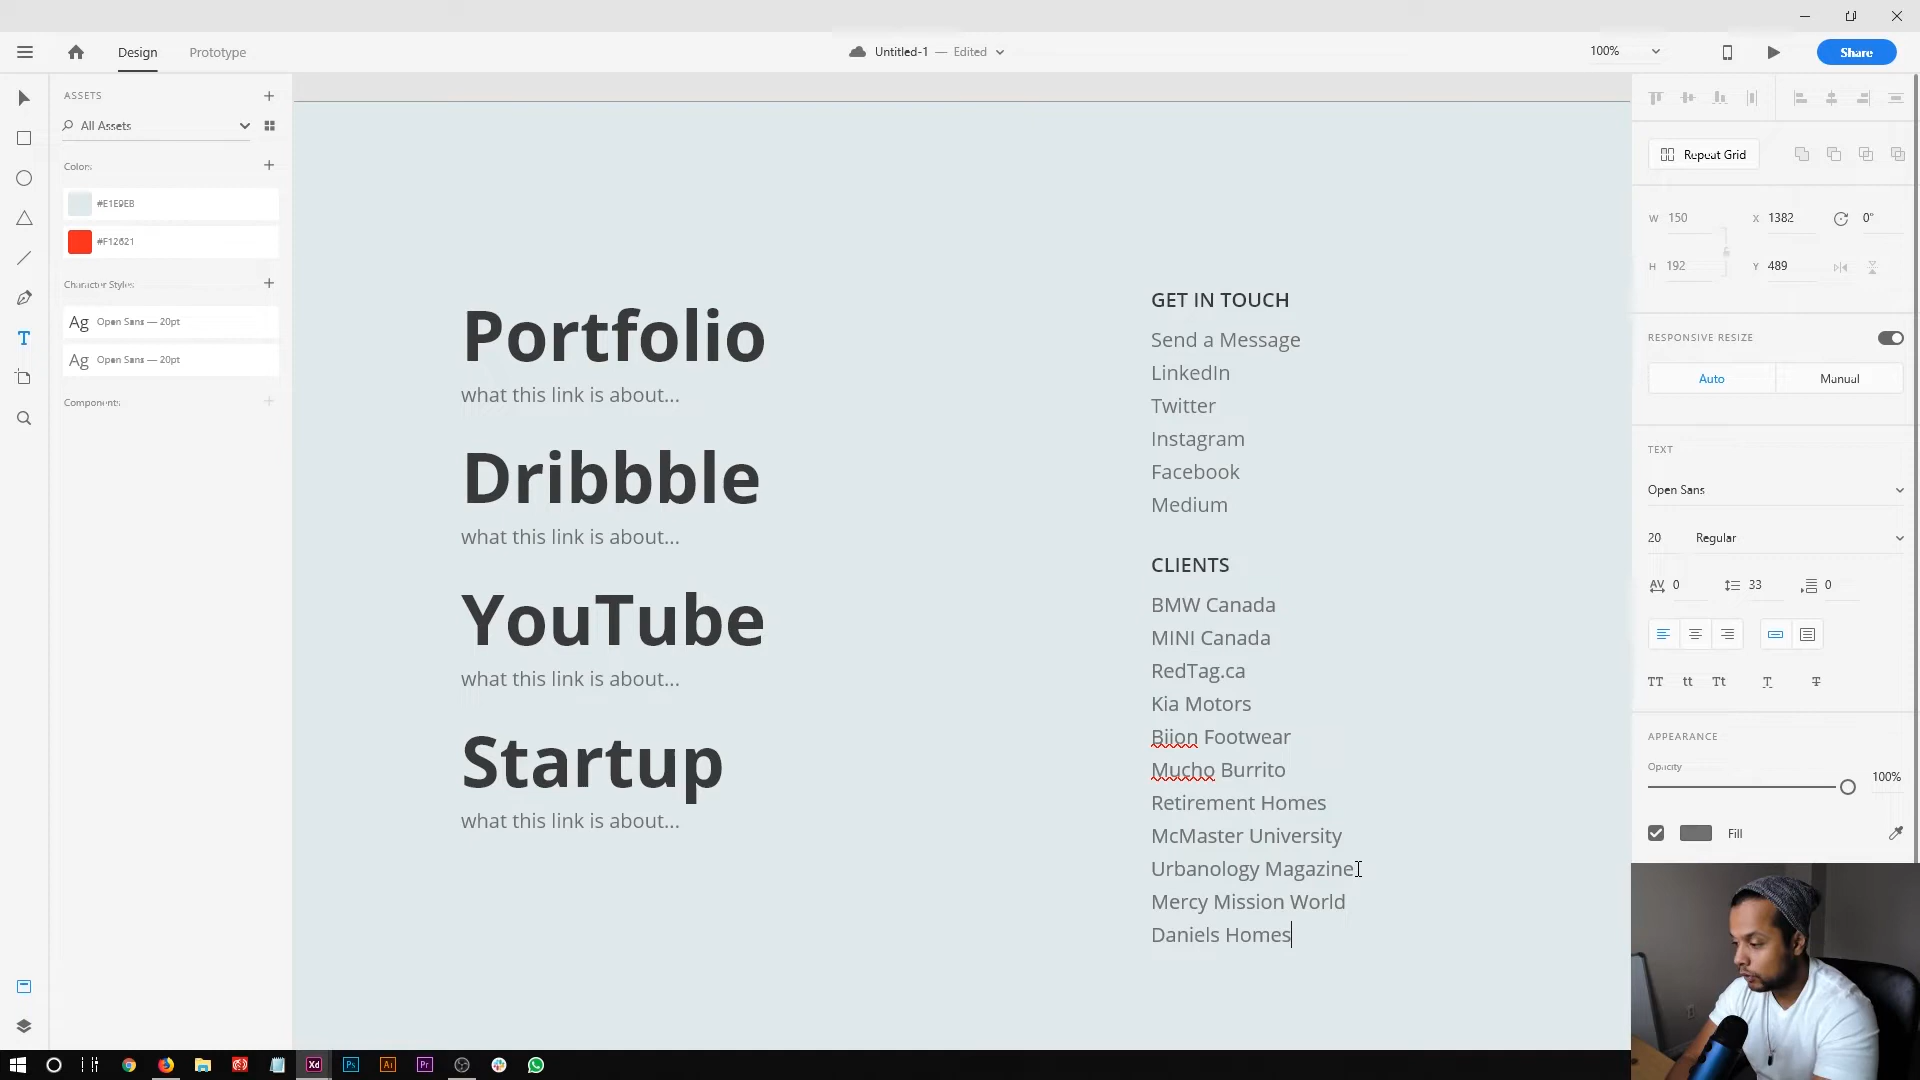 Design
Prototype
Untitled-1 — Edited
100%
Share
ASSETS
All Assets
Colors
#E1E9EB
#F12621
Character Styles
Ag Open Sans — 20pt
Ag Open Sans — 20pt
Components
Portfolio
what this link is about...
Dribbble
what this link is about...
YouTube
what this link is about...
Startup
what this link is about...
GET IN TOUCH
Send a Message
LinkedIn
Twitter
Instagram
Facebook
Medium
CLIENTS
BMW Canada
MINI Canada
RedTag.ca
Kia Motors
Bijon Footwear
Mucho Burrito
Retirement Homes
McMaster University
Urbanology Magazine
Mercy Mission World
Daniels Homes
Repeat Grid
W 150 X 1382 0°
H 192 Y 489
RESPONSIVE RESIZE
Auto Manual
TEXT
Open Sans
20 Regular
AV 0 33 0
TT tt Tt T T
APPEARANCE
Opacity
100%
Fill
Xd Ps Ai Pr